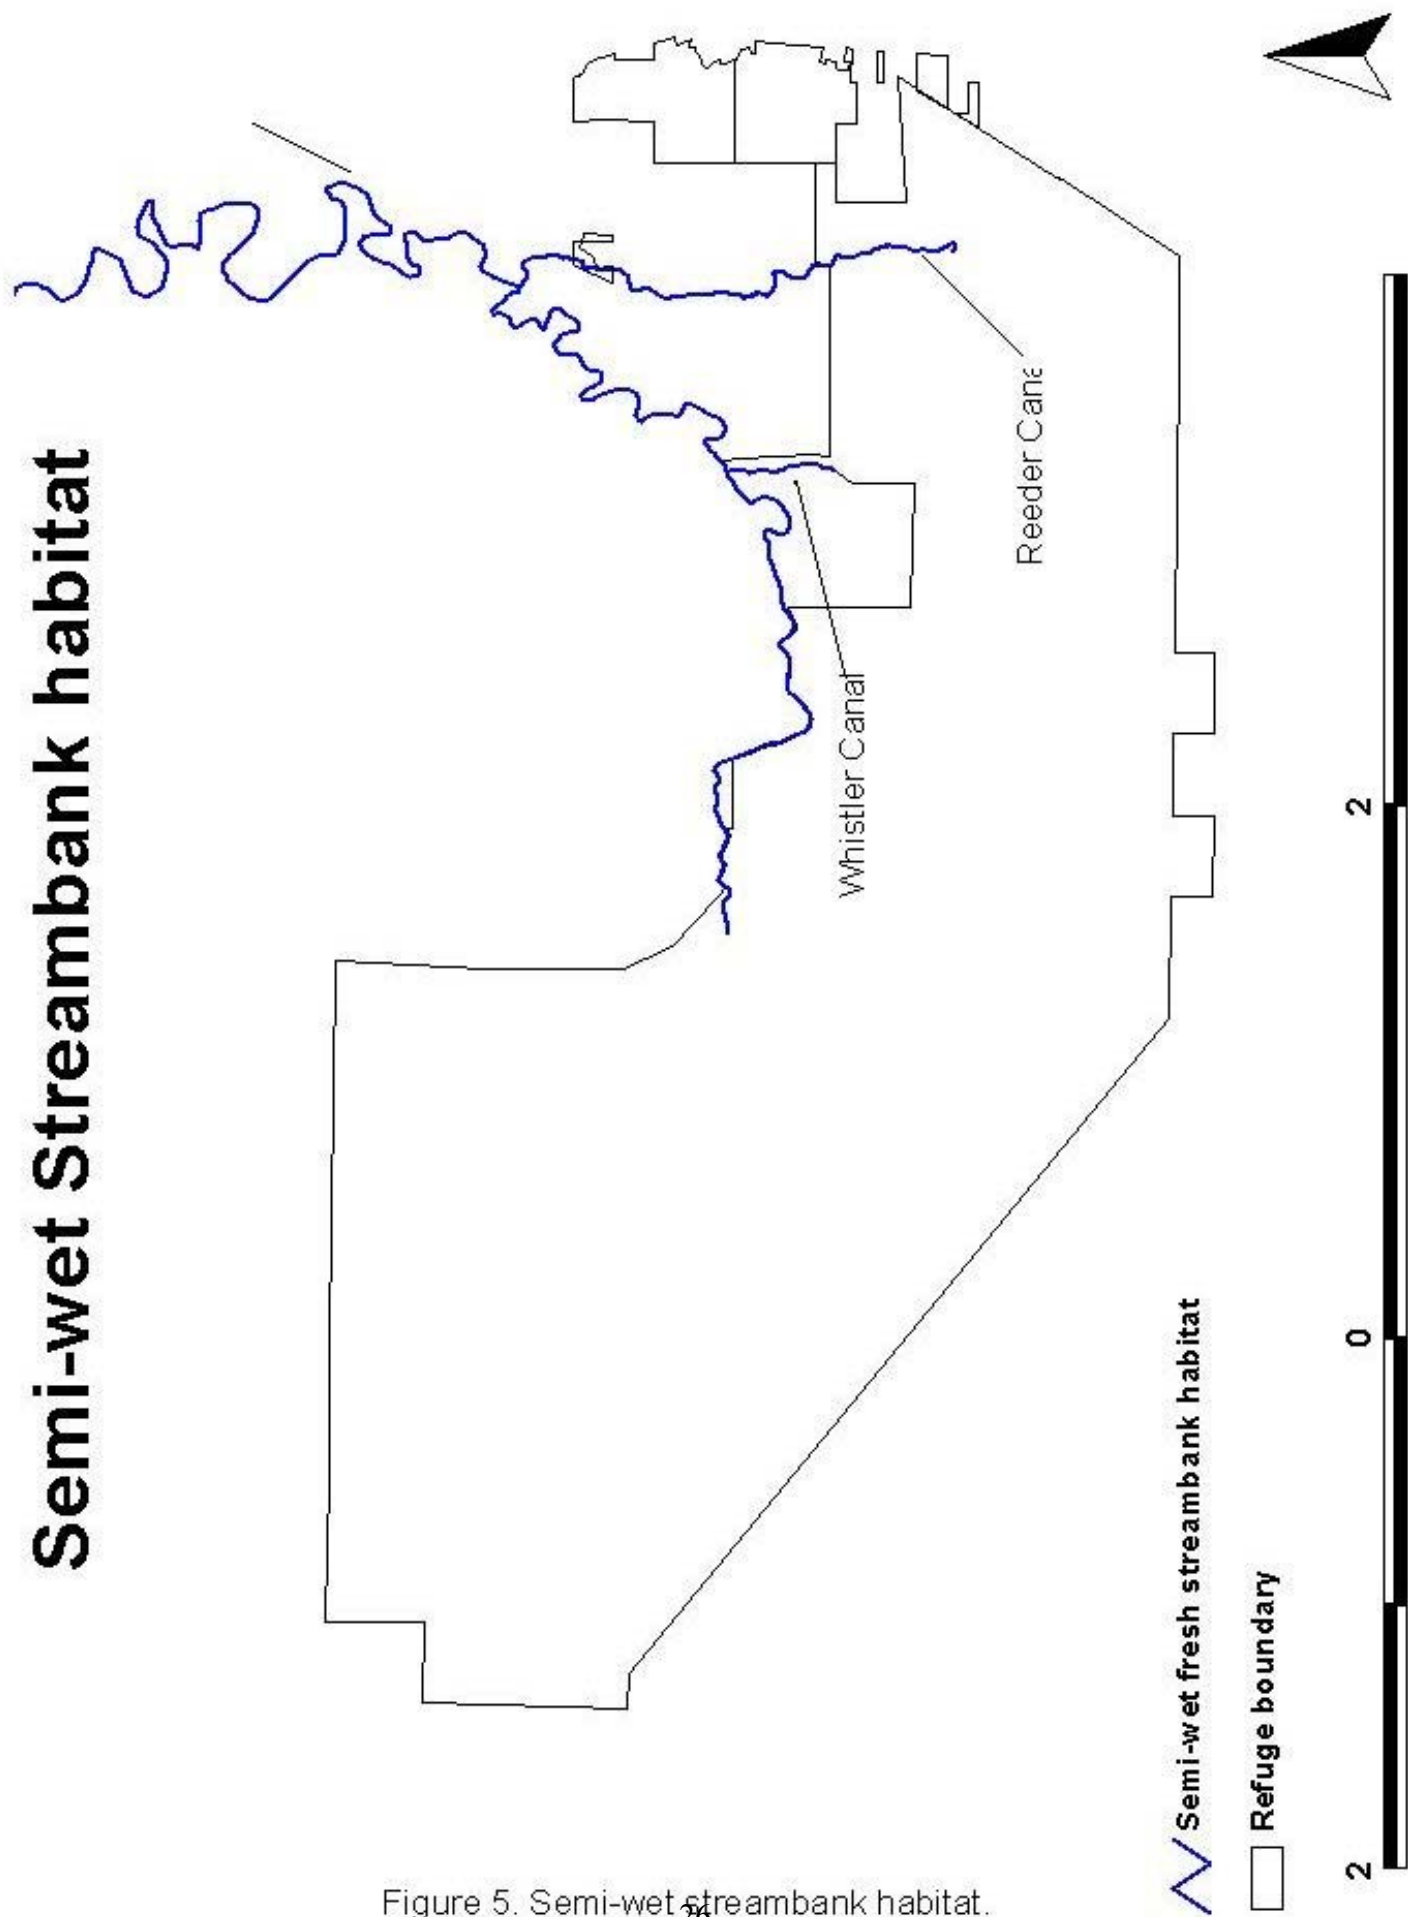 Semi-wet Streambank habitat
Reeder Cana
Whistler Canal
Semi-wet fresh streambank habitat
Refuge boundary
2 0 2
Figure 5. Semi-wet streambank habitat.
26